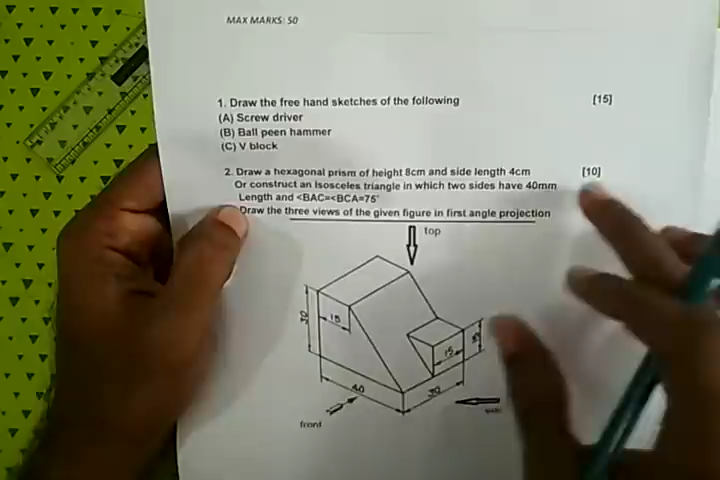 MAX MARKS: 50
1. Draw the free hand sketches of the following [15]
(A) Screw driver
(B) Ball peen hammer
(C) V block
2. Draw a hexagonal prism of height 8cm and side length 4cm [10]
Or construct an Isosceles triangle in which two sides have 40mm
Length and <BAC=<BCA=75°
Draw the three views of the given figure in first angle projection
top
30
15
15
40
30
front